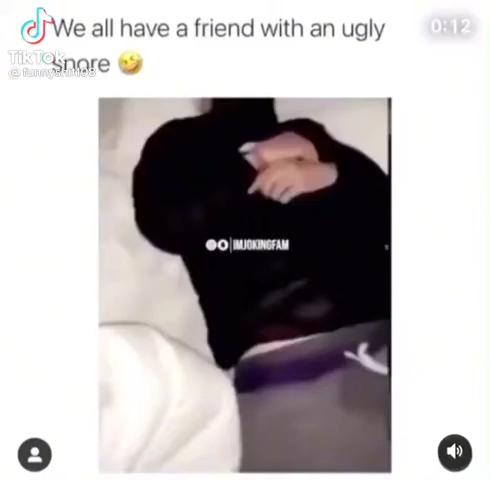 We all have a friend with an ugly
snore 🤣
0:12
TikTok
IMJOKINGFAM